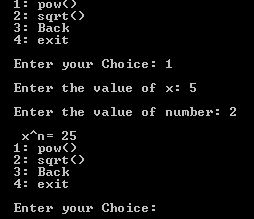 1: pow()
2: sqrt()
3: Back
4: exit
Enter your Choice: 1
Enter the value of x: 5
Enter the value of number: 2
x^n= 25
1: pow()
2: sqrt()
3: Back
4: exit
Enter your Choice: